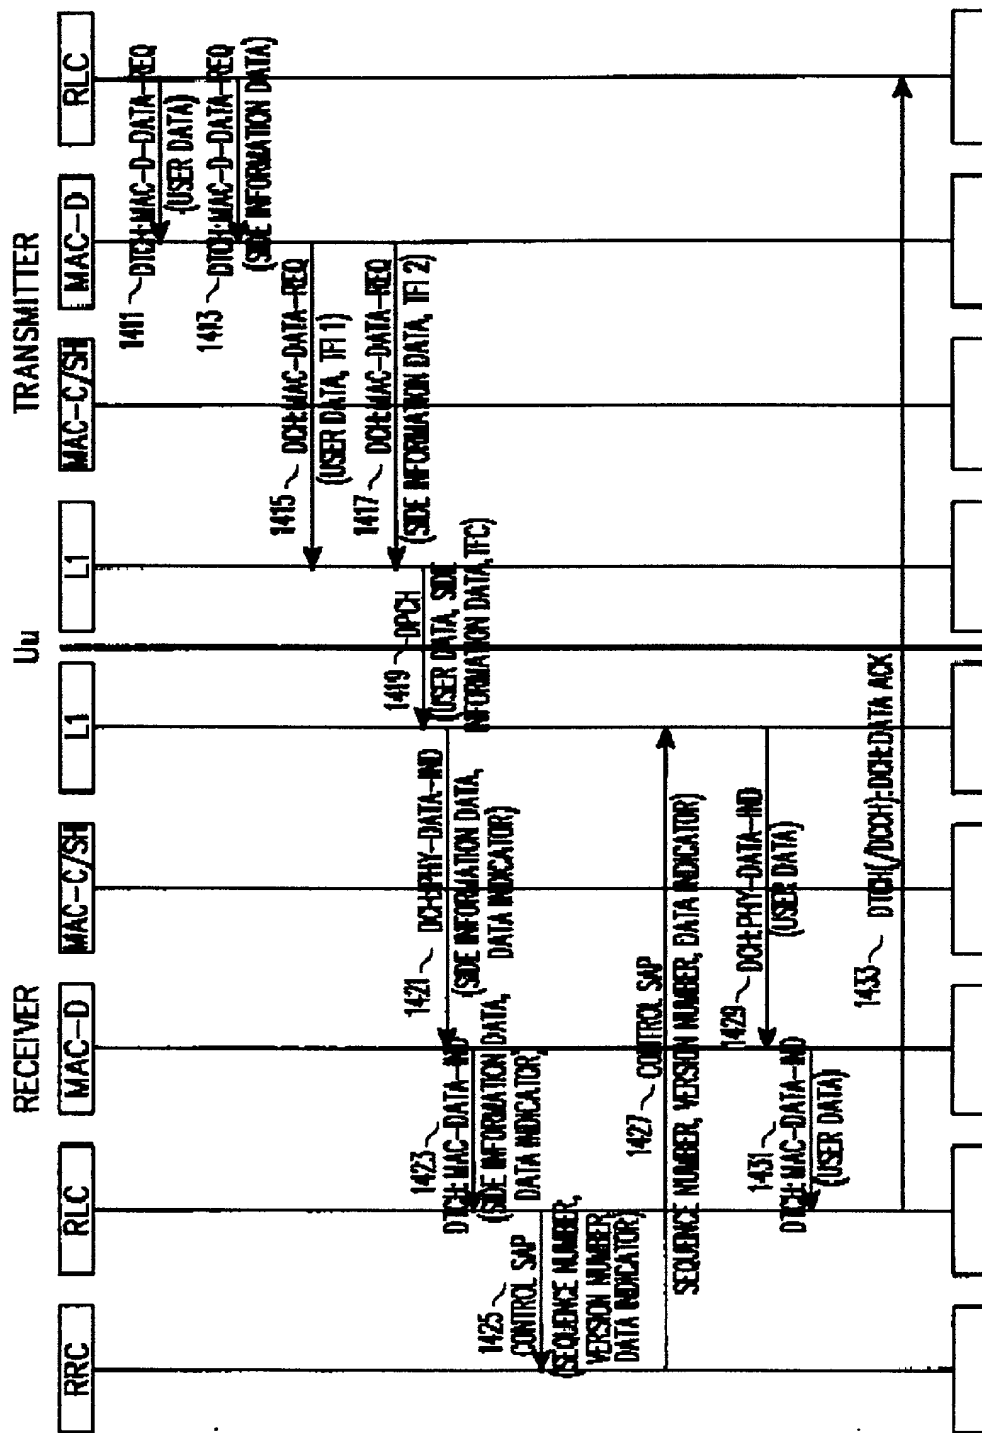 RECEIVER
Uu
TRANSMITTER
RRC
RLC
MAC-D
MAC-C/SH
L1
L1
MAC-C/SH
MAC-D
RLC
1411
DTCH:MAC-D-DATA-REQ
(USER DATA)
1413
DTCH:MAC-D-DATA-REQ
(SIDE INFORMATION DATA)
1415
DCH:MAC-DATA-REQ
(USER DATA, TFI 1)
1417
DCH:MAC-DATA-REQ
(SIDE INFORMATION DATA, TFI 2)
1419
DPCH
(USER DATA, SIDE
INFORMATION DATA, TFC)
1421
DCH:PHY-DATA-IND
(SIDE INFORMATION DATA,
DATA INDICATOR)
1423
DTCH: MAC-DATA-IND
(SIDE INFORMATION DATA,
DATA INDICATOR)
1425
CONTROL SAP
(SEQUENCE NUMBER,
VERSION NUMBER,
DATA INDICATOR)
1427
CONTROL SAP
SEQUENCE NUMBER, VERSION NUMBER, DATA INDICATOR)
1429
DCH:PHY-DATA-IND
(USER DATA)
1431
DTCH: MAC-DATA-IND
(USER DATA)
1433
DTCH(/DCCH):DCH:DATA ACK